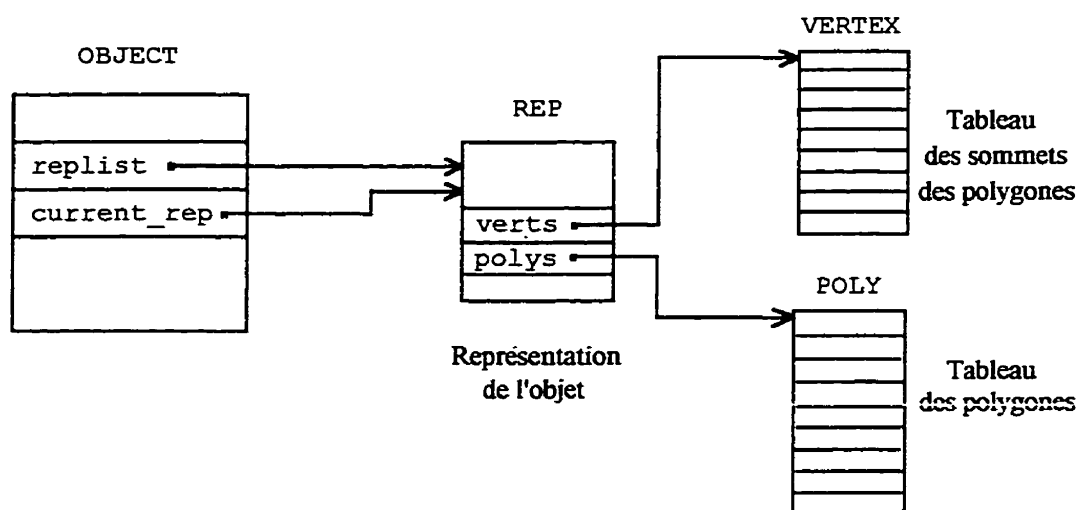 OBJECT
replist
current_rep
REP
verts
polys
Représentation
de l'objet
VERTEX
Tableau
des sommets
des polygones
POLY
Tableau
des polygones